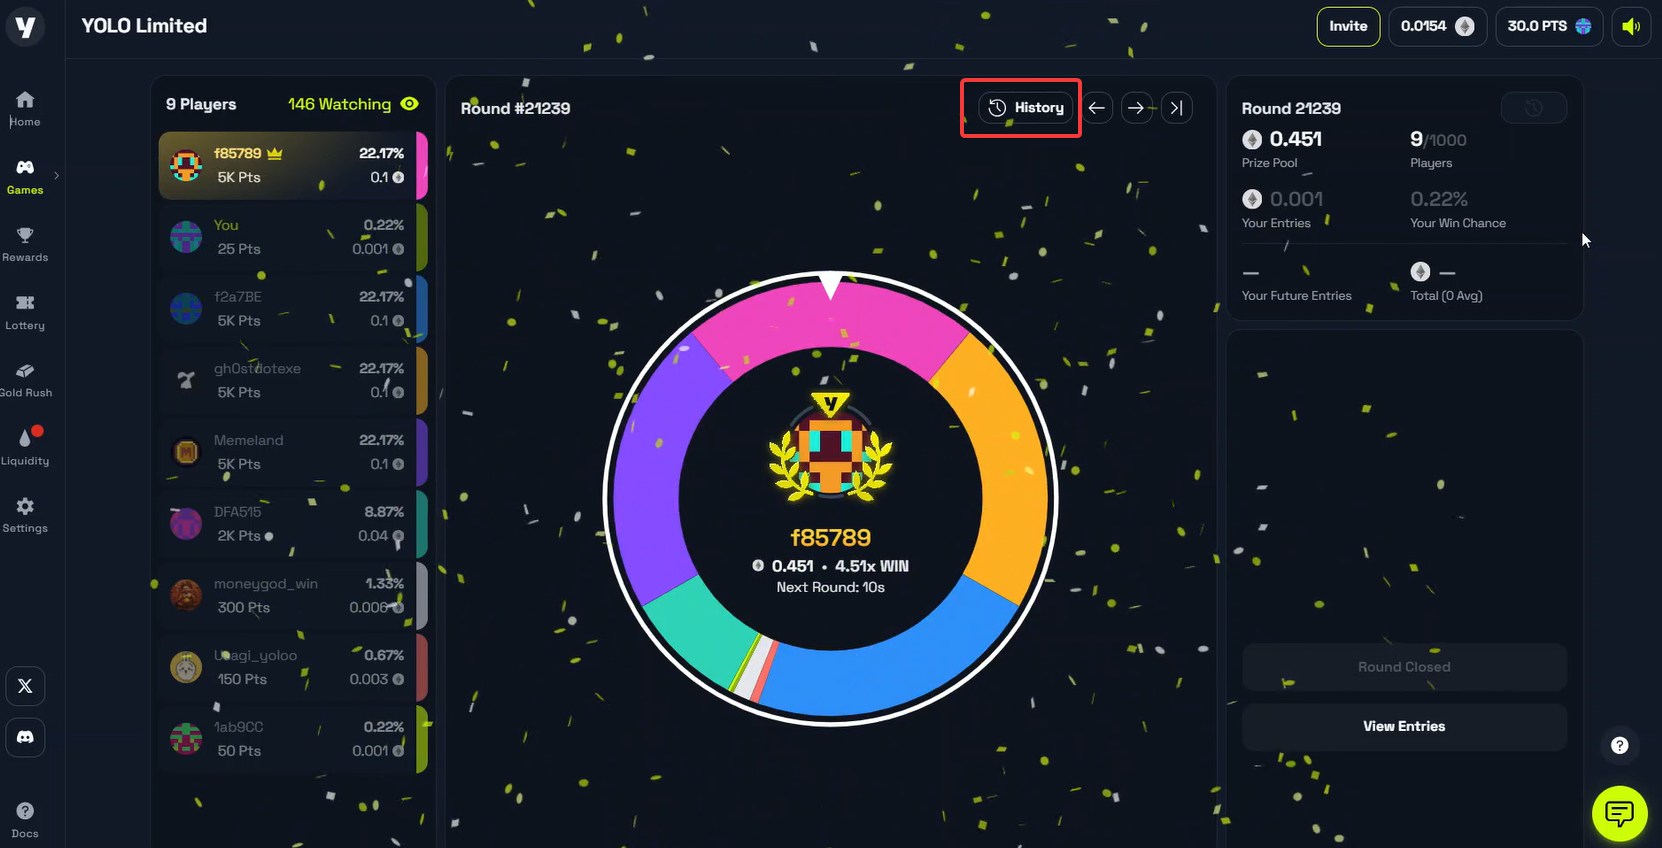 YOLO Limited
Invite
0.0154
30.0 PTS
Home
Games
Rewards
Lottery
Gold Rush
Liquidity
Settings
Docs
9 Players
146 Watching
f85789 22.17%
5K Pts 0.1
You 0.22%
25 Pts 0.001
f2a7BE 22.17%
5K Pts 0.1
gh0stdotexe 22.17%
5K Pts 0.1
Memeland 22.17%
5K Pts 0.1
DFA515 8.87%
2K Pts 0.04
moneygod_win 1.33%
300 Pts 0.006
Usagi_yoloo 0.67%
150 Pts 0.003
1ab9CC 0.22%
50 Pts 0.001
Round #21239
History
f85789
0.451 • 4.51x WIN
Next Round: 10s
Round 21239
0.451 9/1000
Prize Pool Players
0.001 0.22%
Your Entries Your Win Chance
— —
Your Future Entries Total (0 Avg)
Round Closed
View Entries